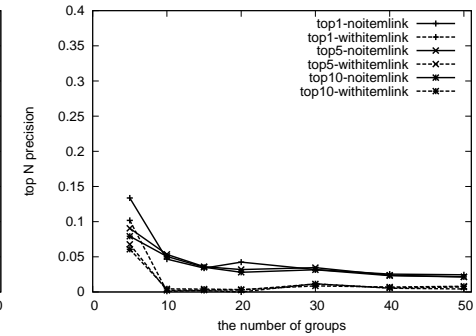 0.4
0.35
0.3
0.25
0.2
0.15
0.1
0.05
0
top N precision
top1-noitemlink
top1-withitemlink
top5-noitemlink
top5-withitemlink
top10-noitemlink
top10-withitemlink
0
0 10 20 30 40 50
the number of groups